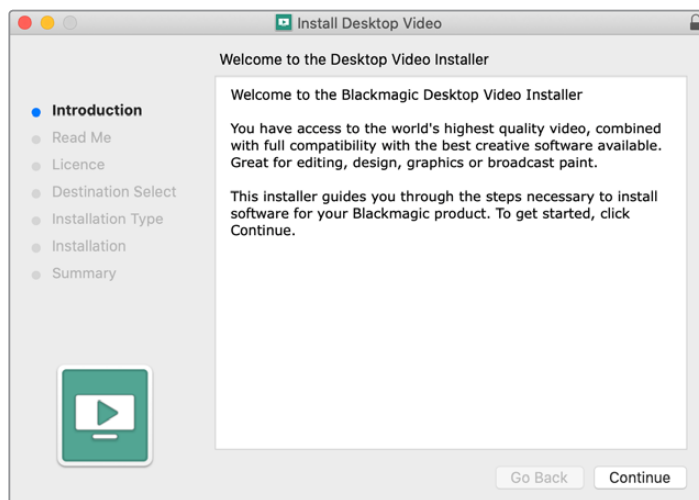 Install Desktop Video
Welcome to the Desktop Video Installer
Introduction
Read Me
Licence
Destination Select
Installation Type
Installation
Summary
Welcome to the Blackmagic Desktop Video Installer
You have access to the world's highest quality video, combined
with full compatibility with the best creative software available.
Great for editing, design, graphics or broadcast paint.
This installer guides you through the steps necessary to install
software for your Blackmagic product. To get started, click
Continue.
Go Back
Continue